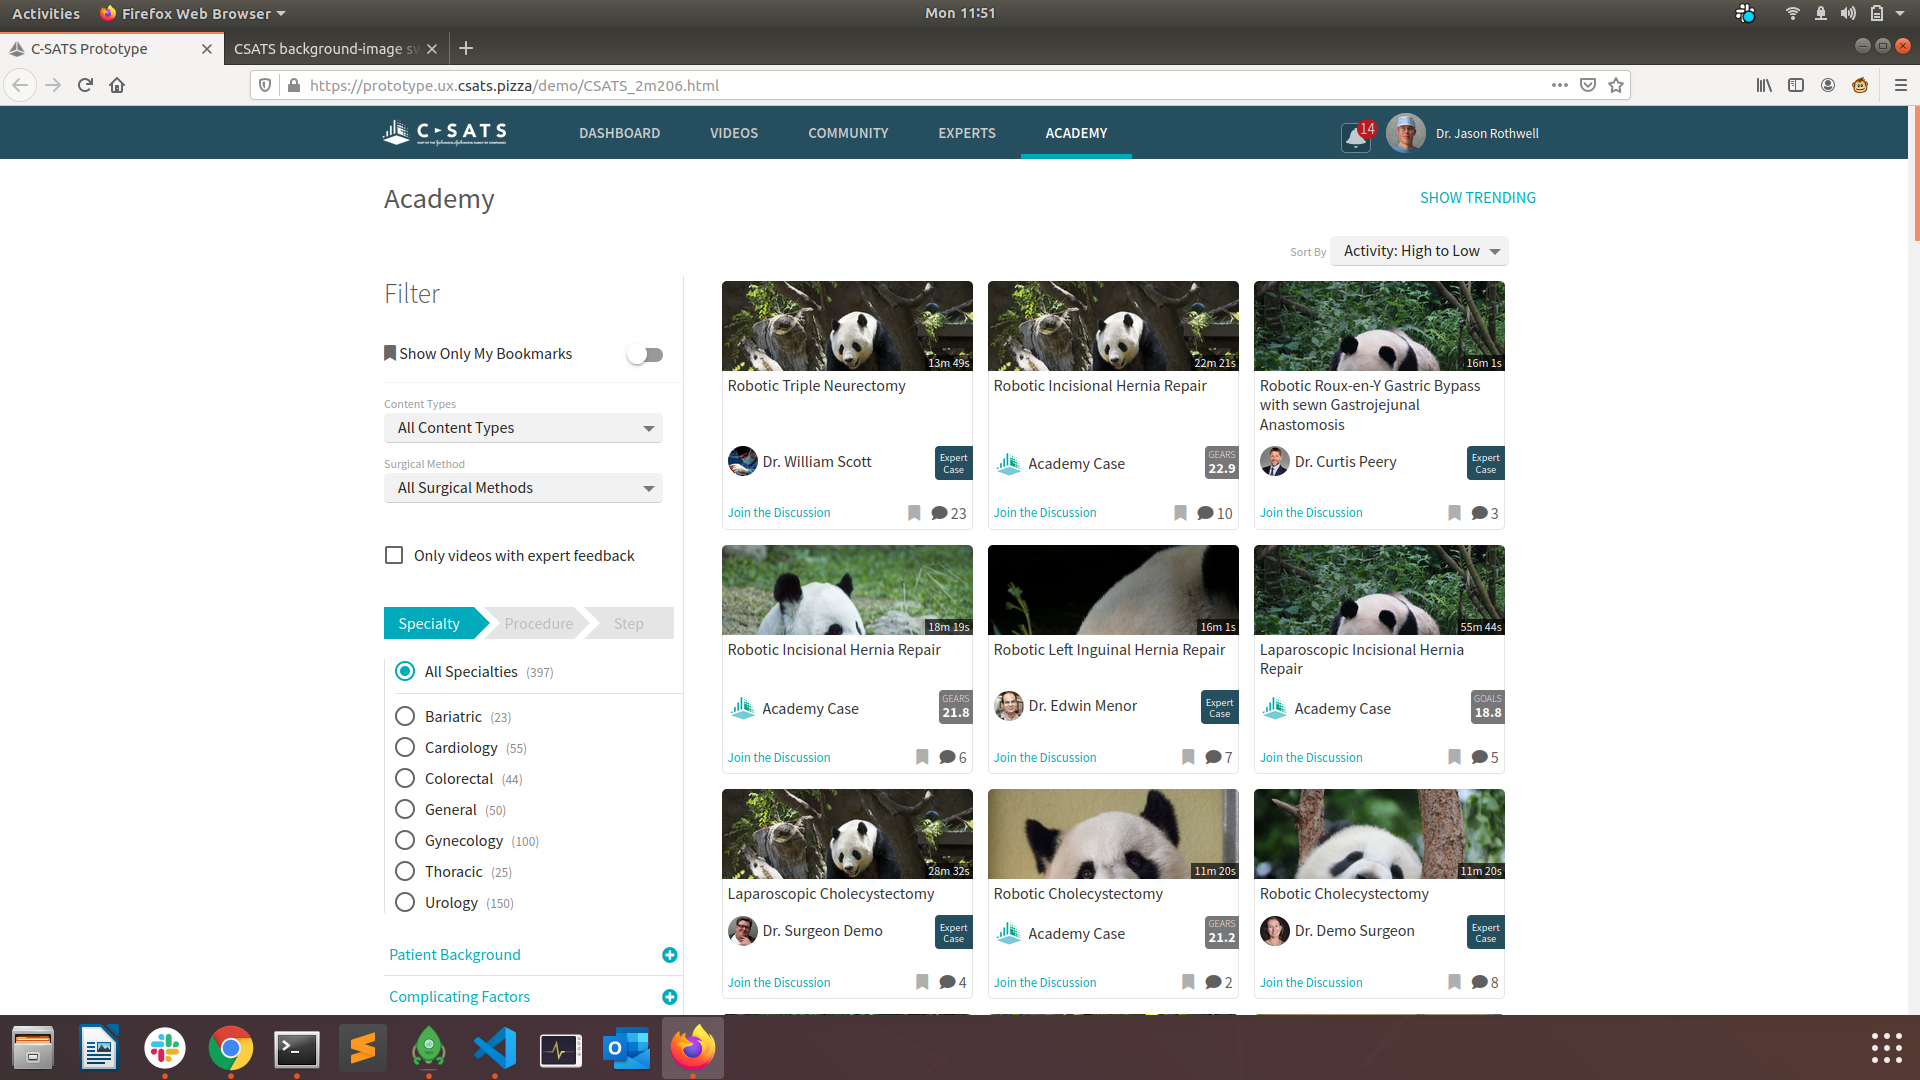 Activities
Firefox Web Browser
Mon 11:51
C-SATS Prototype
CSATS background-image sw
https://prototype.ux.csats.pizza/demo/CSATS_2m206.html
C-SATS
DASHBOARD
VIDEOS
COMMUNITY
EXPERTS
ACADEMY
14
Dr. Jason Rothwell
Academy
SHOW TRENDING
Sort By
Activity: High to Low
Filter
Show Only My Bookmarks
Content Types
All Content Types
Surgical Method
All Surgical Methods
Only videos with expert feedback
Specialty
Procedure
Step
All Specialties (397)
Bariatric (23)
Cardiology (55)
Colorectal (44)
General (50)
Gynecology (100)
Thoracic (25)
Urology (150)
Patient Background
Complicating Factors
13m 49s
Robotic Triple Neurectomy
Dr. William Scott
Expert
Case
Join the Discussion
23
22m 21s
Robotic Incisional Hernia Repair
Academy Case
GEARS
22.9
Join the Discussion
10
16m 1s
Robotic Roux-en-Y Gastric Bypass
with sewn Gastrojejunal
Anastomosis
Dr. Curtis Peery
Expert
Case
Join the Discussion
3
18m 19s
Robotic Incisional Hernia Repair
Academy Case
GEARS
21.8
Join the Discussion
6
16m 1s
Robotic Left Inguinal Hernia Repair
Dr. Edwin Menor
Expert
Case
Join the Discussion
7
55m 44s
Laparoscopic Incisional Hernia
Repair
Academy Case
GOALS
18.8
Join the Discussion
5
28m 32s
Laparoscopic Cholecystectomy
Dr. Surgeon Demo
Expert
Case
Join the Discussion
4
11m 20s
Robotic Cholecystectomy
Academy Case
GEARS
21.2
Join the Discussion
2
11m 20s
Robotic Cholecystectomy
Dr. Demo Surgeon
Expert
Case
Join the Discussion
8